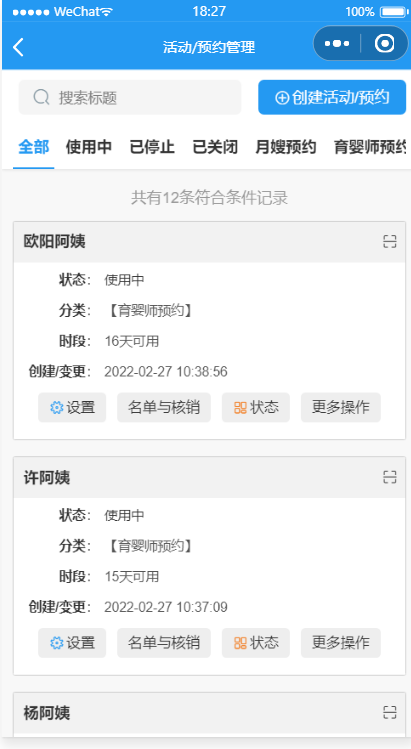 WeChat 18:27 100%
活动/预约管理
搜索标题 创建活动/预约
全部 使用中 已停止 已关闭 月嫂预约 育婴师预约
共有12条符合条件记录
欧阳阿姨
状态： 使用中
分类： 【育婴师预约】
时段： 16天可用
创建/变更： 2022-02-27 10:38:56
设置 名单与核销 状态 更多操作
许阿姨
状态： 使用中
分类： 【育婴师预约】
时段： 15天可用
创建/变更： 2022-02-27 10:37:09
设置 名单与核销 状态 更多操作
杨阿姨